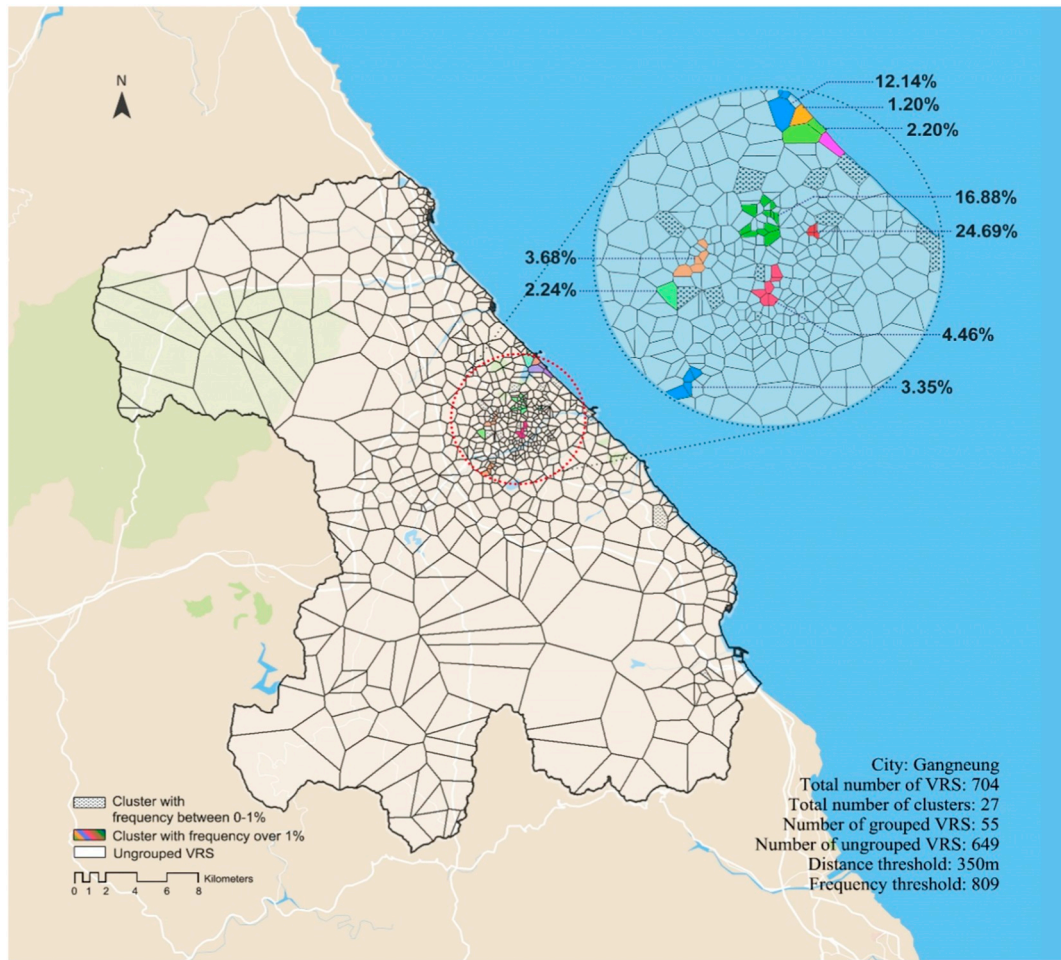 N
12.14%
1.20%
2.20%
16.88%
24.69%
3.68%
2.24%
4.46%
3.35%
City: Gangneung
Total number of VRS: 704
Total number of clusters: 27
Number of grouped VRS: 55
Number of ungrouped VRS: 649
Distance threshold: 350m
Frequency threshold: 809
Cluster with
frequency between 0-1%
Cluster with frequency over 1%
Ungrouped VRS
Kilometers
0 1 2 4 6 8